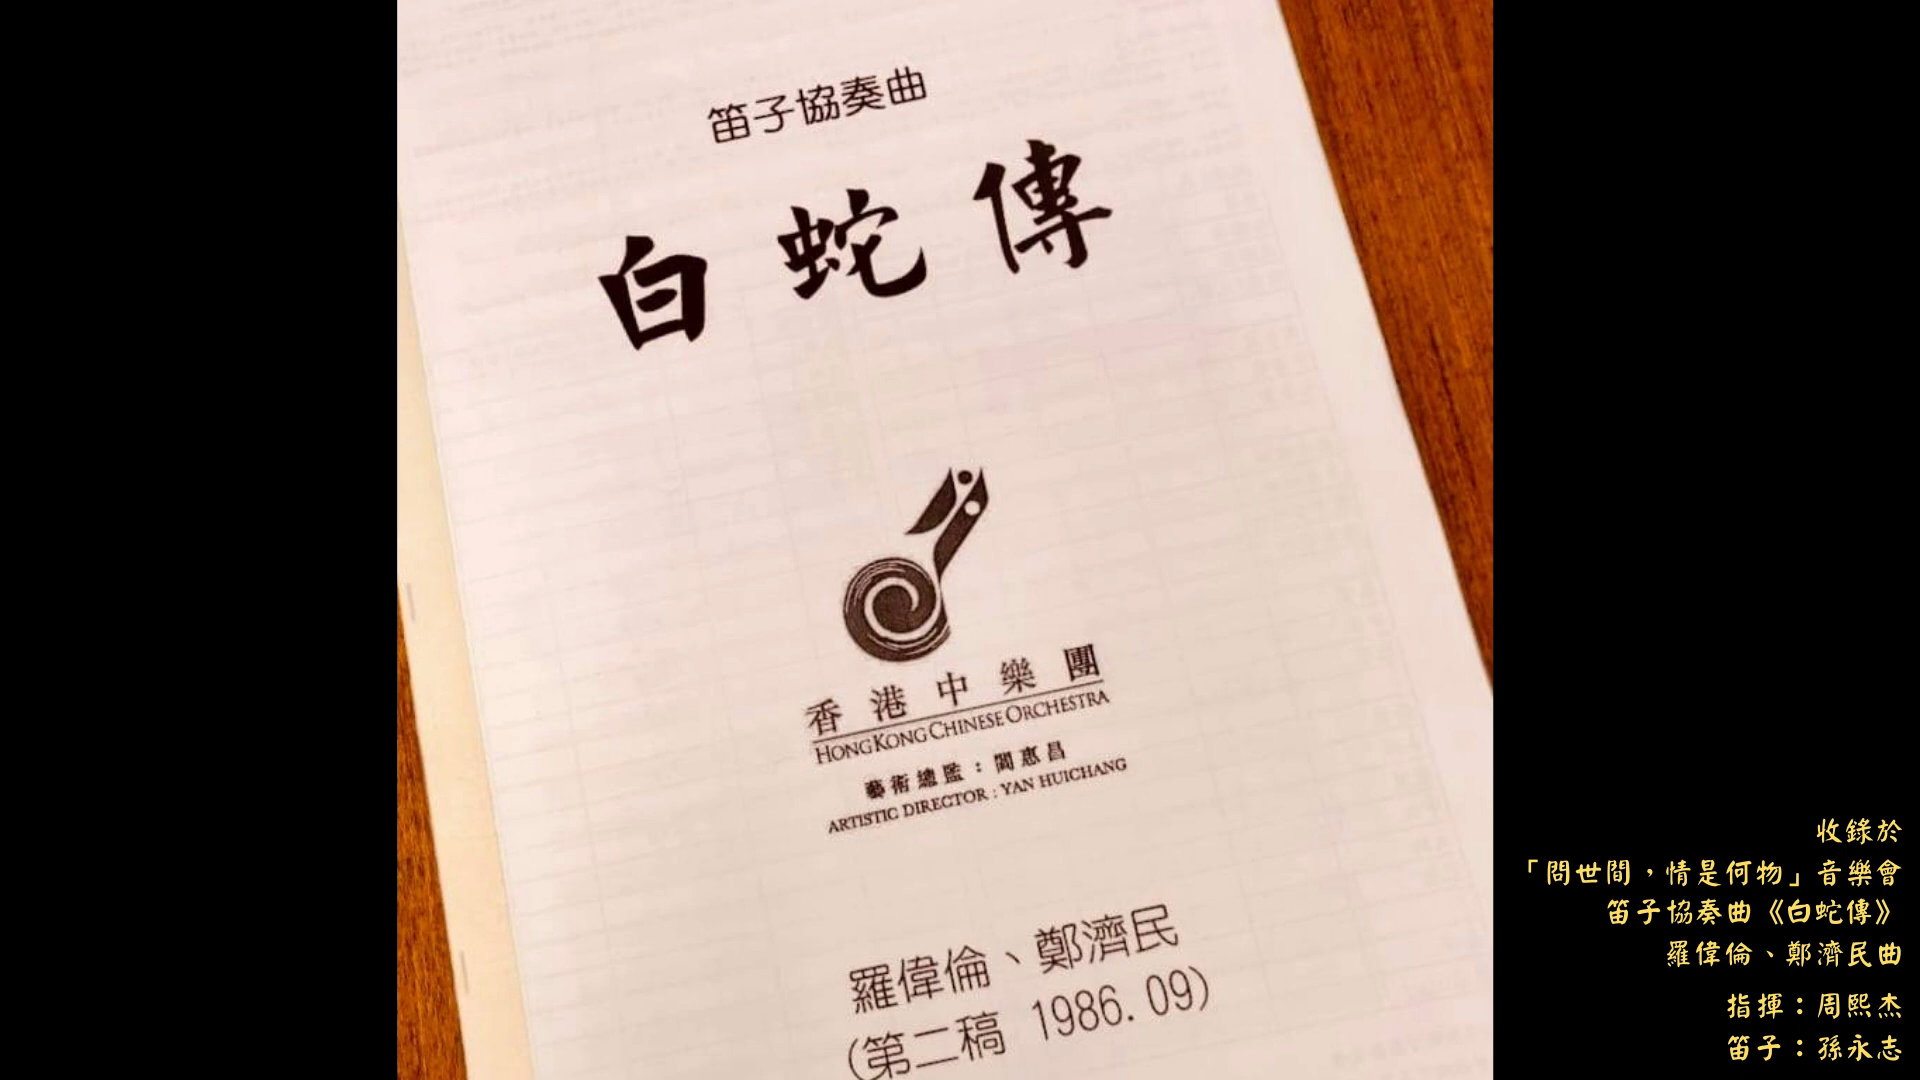 笛子協奏曲
白蛇傳
香港中樂團
HONG KONG CHINESE ORCHESTRA
藝術總監：閻惠昌
ARTISTIC DIRECTOR : YAN HUICHANG
羅偉倫、鄭濟民
(第二稿 1986.09)
收錄於
「問世間，情是何物」音樂會
笛子協奏曲《白蛇傳》
羅偉倫、鄭濟民曲
指揮：周熙杰
笛子：孫永志